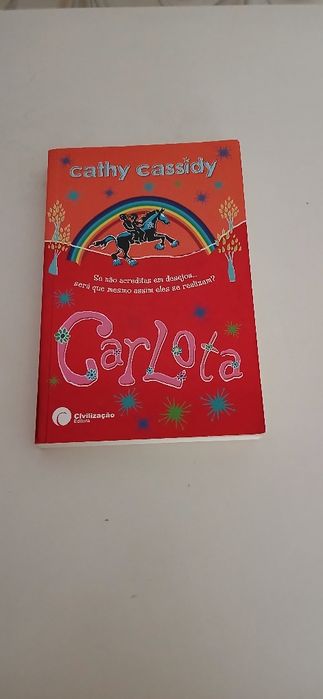 cathy cassidy
Se não acreditas em desejos...
será que mesmo assim eles se realizam?
Carlota
Civilização
Editora